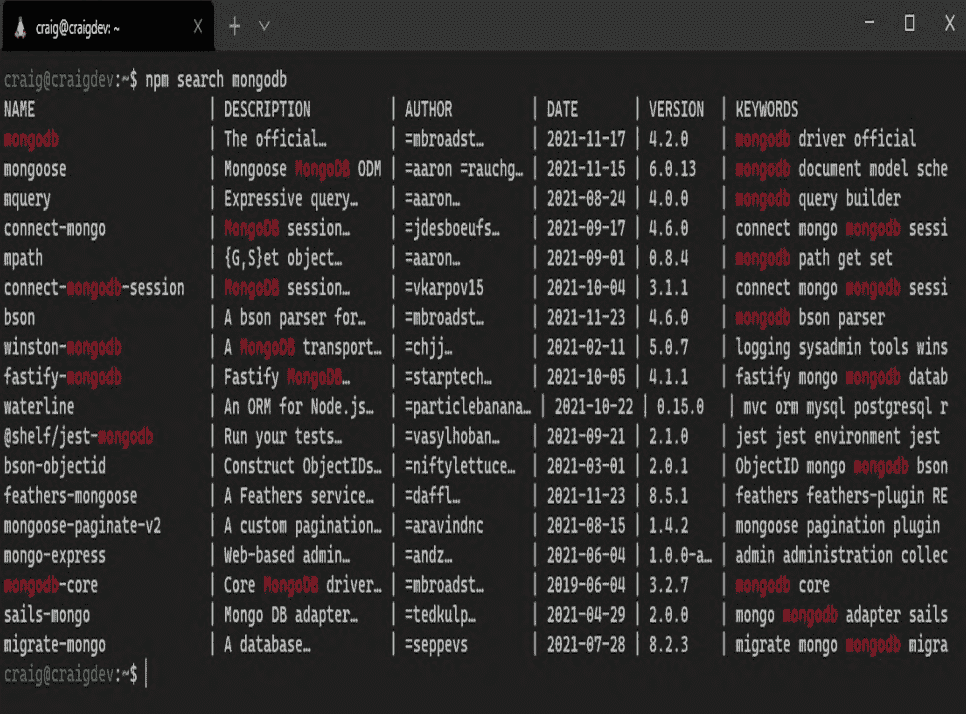 craig@craigdev: ~
craig@craigdev:~$ npm search mongodb
NAME | DESCRIPTION | AUTHOR | DATE | VERSION | KEYWORDS
mongodb | The official… | =mbroadst… | 2021-11-17 | 4.2.0 | mongodb driver official
mongoose | Mongoose MongoDB ODM | =aaron =rauchg… | 2021-11-15 | 6.0.13 | mongodb document model sche
mquery | Expressive query… | =aaron… | 2021-08-24 | 4.0.0 | mongodb query builder
connect-mongo | MongoDB session… | =jdesboeufs… | 2021-09-17 | 4.6.0 | connect mongo mongodb sessi
mpath | {G,S}et object… | =aaron… | 2021-09-01 | 0.8.4 | mongodb path get set
connect-mongodb-session | MongoDB session… | =vkarpov15 | 2021-10-04 | 3.1.1 | connect mongo mongodb sessi
bson | A bson parser for… | =mbroadst… | 2021-11-23 | 4.6.0 | mongodb bson parser
winston-mongodb | A MongoDB transport… | =chjj… | 2021-02-11 | 5.0.7 | logging sysadmin tools wins
fastify-mongodb | Fastify MongoDB… | =starptech… | 2021-10-05 | 4.1.1 | fastify mongo mongodb datab
waterline | An ORM for Node.js… | =particlebanana… | 2021-10-22 | 0.15.0 | mvc orm mysql postgresql r
@shelf/jest-mongodb | Run your tests… | =vasylhoban… | 2021-09-21 | 2.1.0 | jest jest environment jest
bson-objectid | Construct ObjectIDs… | =niftylettuce… | 2021-03-01 | 2.0.1 | ObjectID mongo mongodb bson
feathers-mongoose | A Feathers service… | =daffl… | 2021-11-23 | 8.5.1 | feathers feathers-plugin RE
mongoose-paginate-v2 | A custom pagination… | =aravindnc | 2021-08-15 | 1.4.2 | mongoose pagination plugin
mongo-express | Web-based admin… | =andz… | 2021-06-04 | 1.0.0-a… | admin administration collec
mongodb-core | Core MongoDB driver… | =mbroadst… | 2019-06-04 | 3.2.7 | mongodb core
sails-mongo | Mongo DB adapter… | =tedkulp… | 2021-04-29 | 2.0.0 | mongo mongodb adapter sails
migrate-mongo | A database… | =seppevs | 2021-07-28 | 8.2.3 | migrate mongo mongodb migra
craig@craigdev:~$